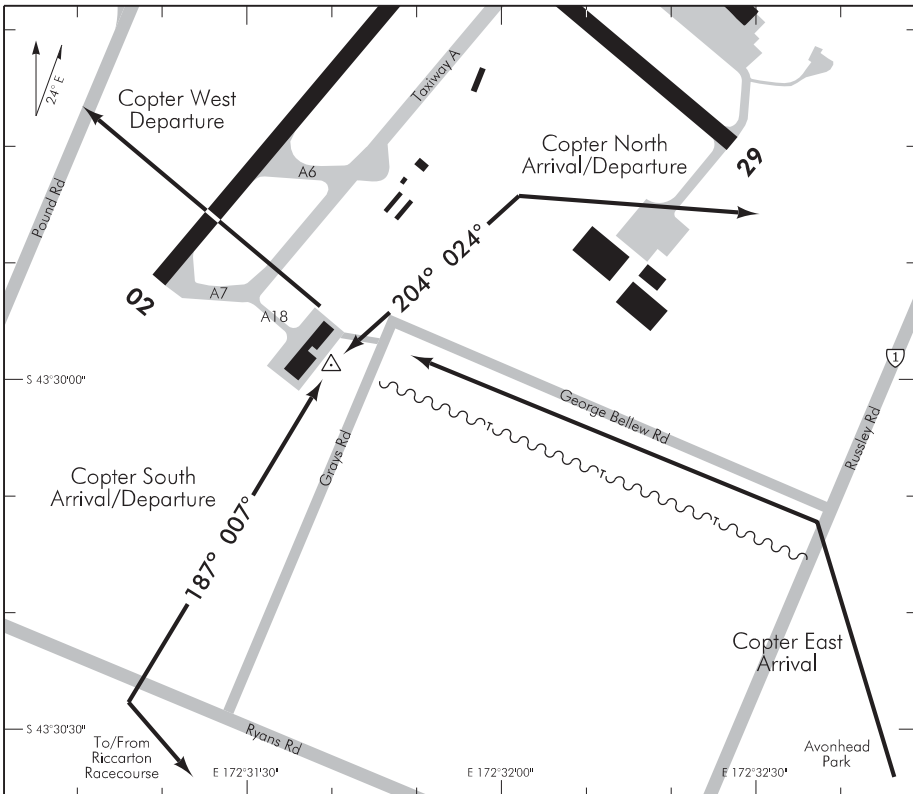 24° E
Copter West
Departure
Taxiway A
Copter North
Arrival/Departure
29
A6
Pound Rd
204° 024°
02
A7
A18
1
S 43°30'00"
George Bellew Rd
Russley Rd
Grays Rd
Copter South
Arrival/Departure
T
T
T
187° 007°
Copter East
Arrival
S 43°30'30"
Ryans Rd
To/From
Riccarton
Racecourse
Avonhead
Park
E 172°31'30"
E 172°32'00"
E 172°32'30"